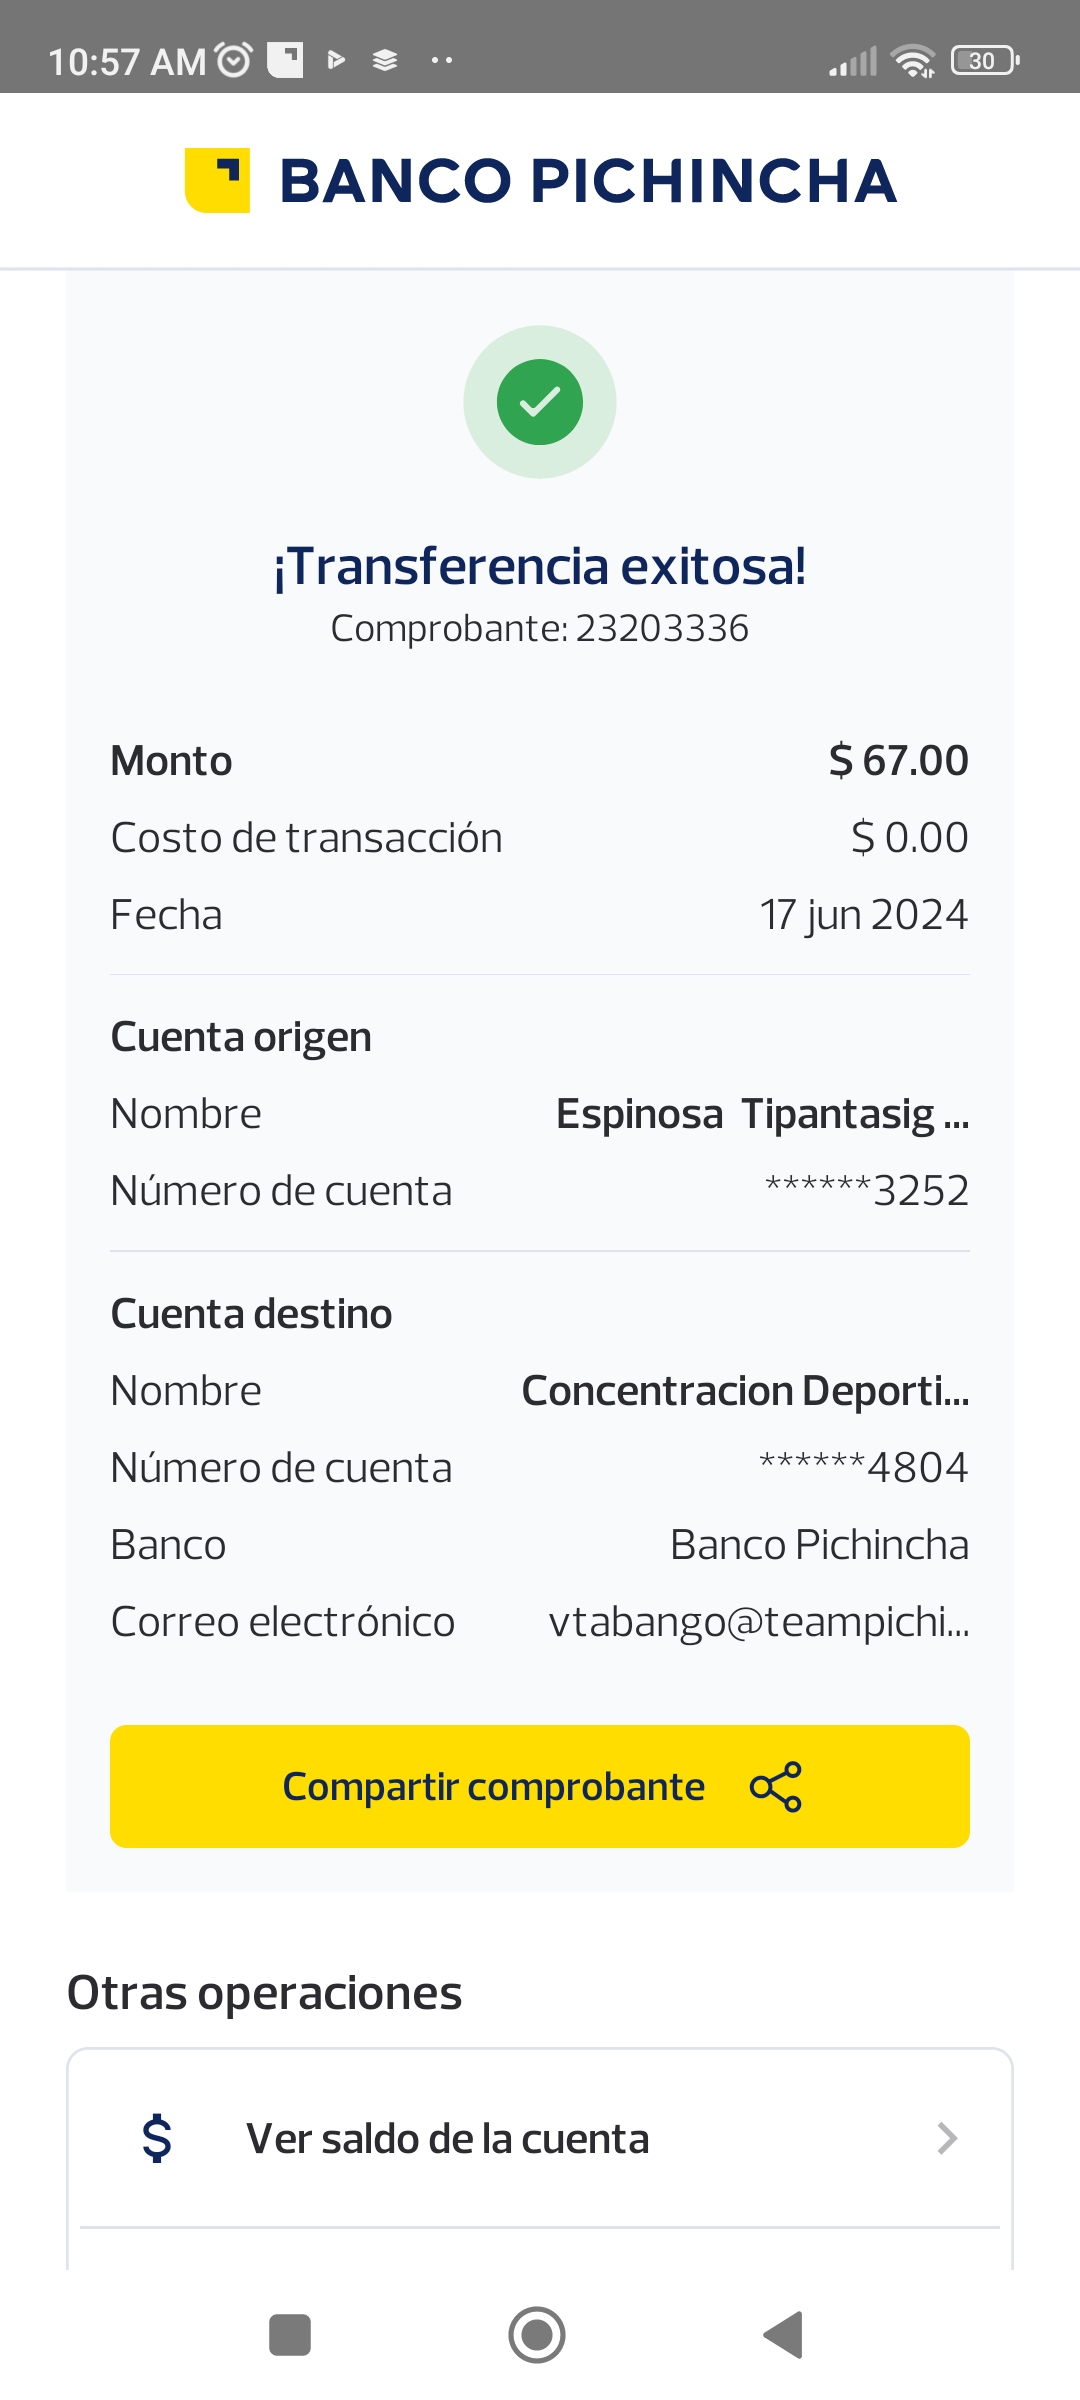 10:57 AM
30
BANCO PICHINCHA
¡Transferencia exitosa!
Comprobante: 23203336
Monto $ 67.00
Costo de transacción $ 0.00
Fecha 17 jun 2024
Cuenta origen
Nombre Espinosa Tipantasig ...
Número de cuenta ******3252
Cuenta destino
Nombre Concentracion Deporti...
Número de cuenta ******4804
Banco Banco Pichincha
Correo electrónico vtabango@teampichi...
Compartir comprobante
Otras operaciones
$ Ver saldo de la cuenta